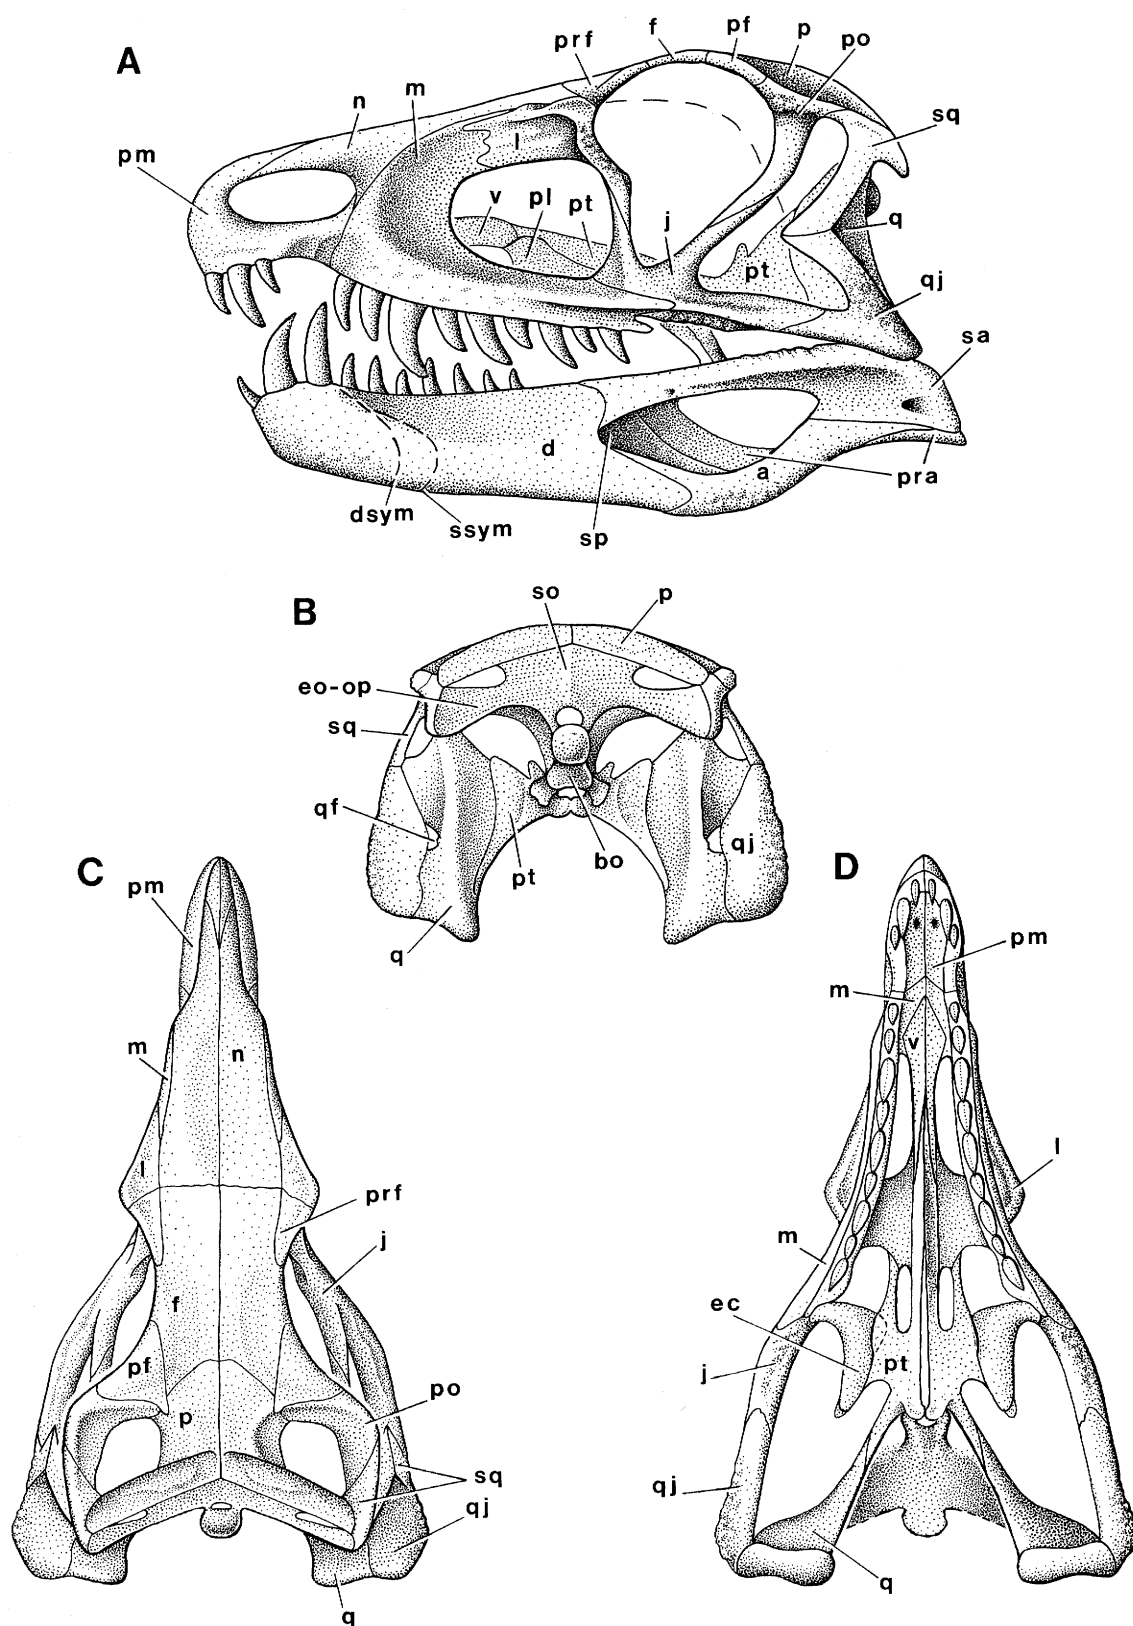 A
prf
f
pf
p
po
n
m
sq
pm
l
v
pl
pt
j
q
pt
qj
sa
d
a
pra
dsym
ssym
sp
B
so
p
eo-op
sq
qf
pt
bo
qj
q
C
pm
n
m
l
prf
j
f
pf
p
po
sq
qj
q
D
pm
m
v
l
m
ec
j
pt
qj
q